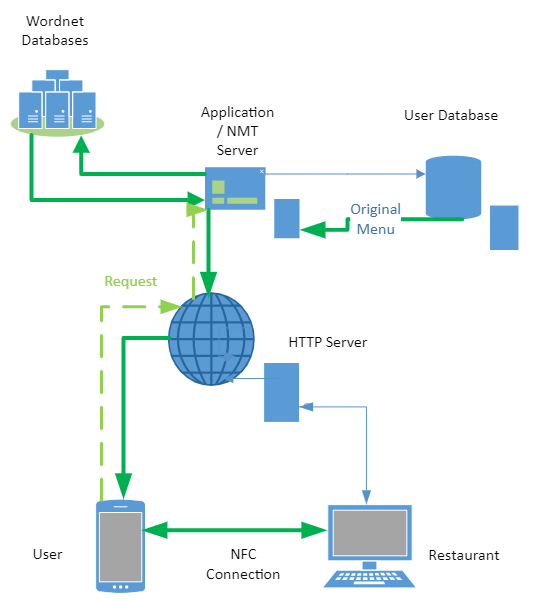 Wordnet
Databases
Application
/ NMT
Server
User Database
Original
Menu
Request
HTTP Server
User
NFC
Connection
Restaurant